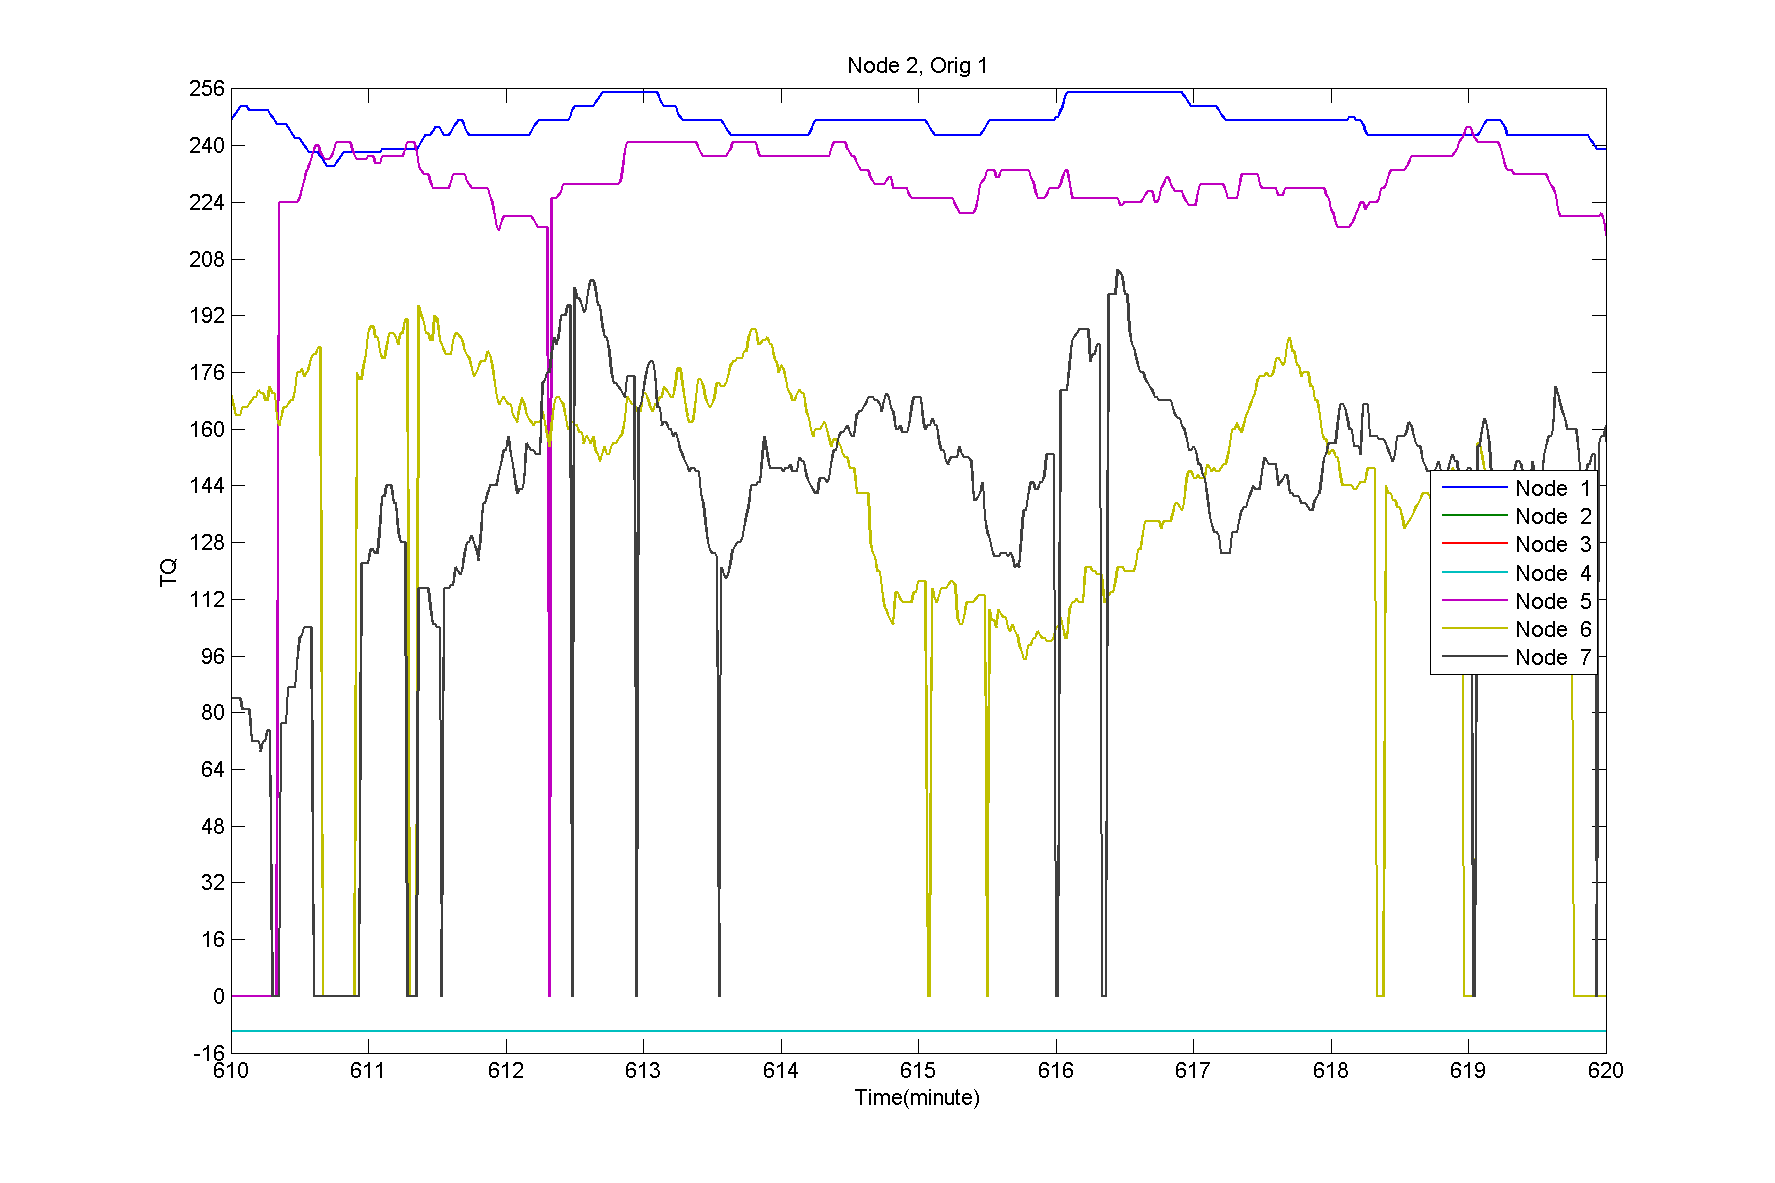 Node 2, Orig 1
256
240
224
208
192
176
160
144
128
112
96
80
64
48
32
16
0
-16
TQ
Node 1
Node 2
Node 3
Node 4
Node 5
Node 6
Node 7
610 611 612 613 614 615 616 617 618 619 620
Time(minute)